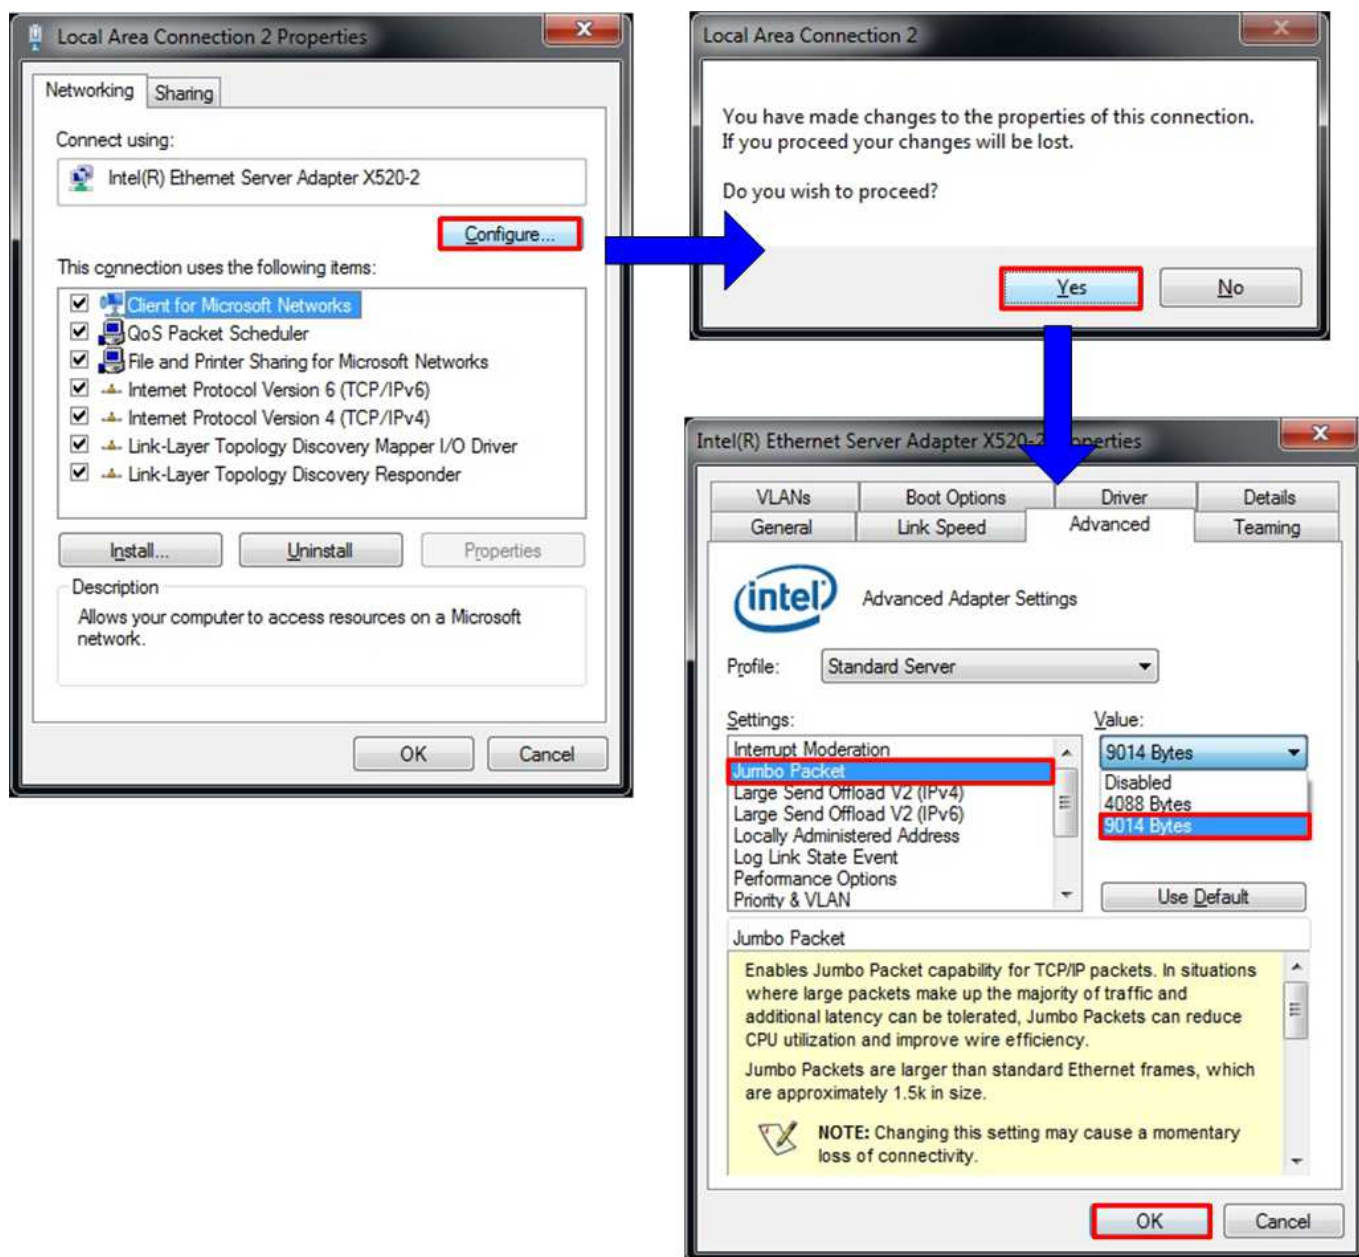 Local Area Connection 2 Properties
Networking
Sharing
Connect using:
Intel(R) Ethernet Server Adapter X520-2
Configure...
This connection uses the following items:
Client for Microsoft Networks
QoS Packet Scheduler
File and Printer Sharing for Microsoft Networks
Internet Protocol Version 6 (TCP/IPv6)
Internet Protocol Version 4 (TCP/IPv4)
Link-Layer Topology Discovery Mapper I/O Driver
Link-Layer Topology Discovery Responder
Install...
Uninstall
Properties
Description
Allows your computer to access resources on a Microsoft
network.
OK
Cancel
Local Area Connection 2
You have made changes to the properties of this connection.
If you proceed your changes will be lost.
Do you wish to proceed?
Yes
No
Intel(R) Ethernet Server Adapter X520-2 Properties
VLANs
Boot Options
Driver
Details
General
Link Speed
Advanced
Teaming
intel
Advanced Adapter Settings
Profile:
Standard Server
Settings:
Interrupt Moderation
Jumbo Packet
Large Send Offload V2 (IPv4)
Large Send Offload V2 (IPv6)
Locally Administered Address
Log Link State Event
Performance Options
Priority & VLAN
Value:
9014 Bytes
Disabled
4088 Bytes
9014 Bytes
Use Default
Jumbo Packet
Enables Jumbo Packet capability for TCP/IP packets. In situations
where large packets make up the majority of traffic and
additional latency can be tolerated, Jumbo Packets can reduce
CPU utilization and improve wire efficiency.
Jumbo Packets are larger than standard Ethernet frames, which
are approximately 1.5k in size.
NOTE: Changing this setting may cause a momentary
loss of connectivity.
OK
Cancel